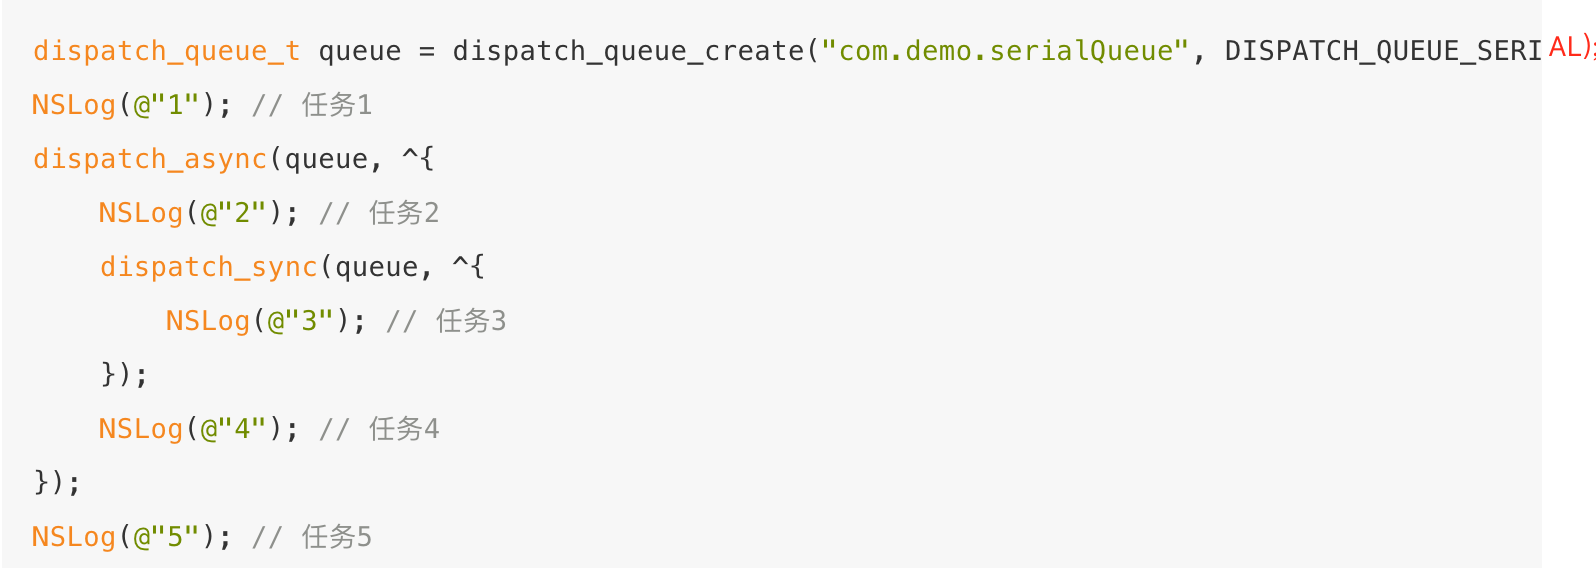 dispatch_queue_t queue = dispatch_queue_create("com.demo.serialQueue", DISPATCH_QUEUE_SERIAL);
NSLog(@"1"); // 任务1
dispatch_async(queue, ^{
    NSLog(@"2"); // 任务2
    dispatch_sync(queue, ^{
        NSLog(@"3"); // 任务3
    });
    NSLog(@"4"); // 任务4
});
NSLog(@"5"); // 任务5